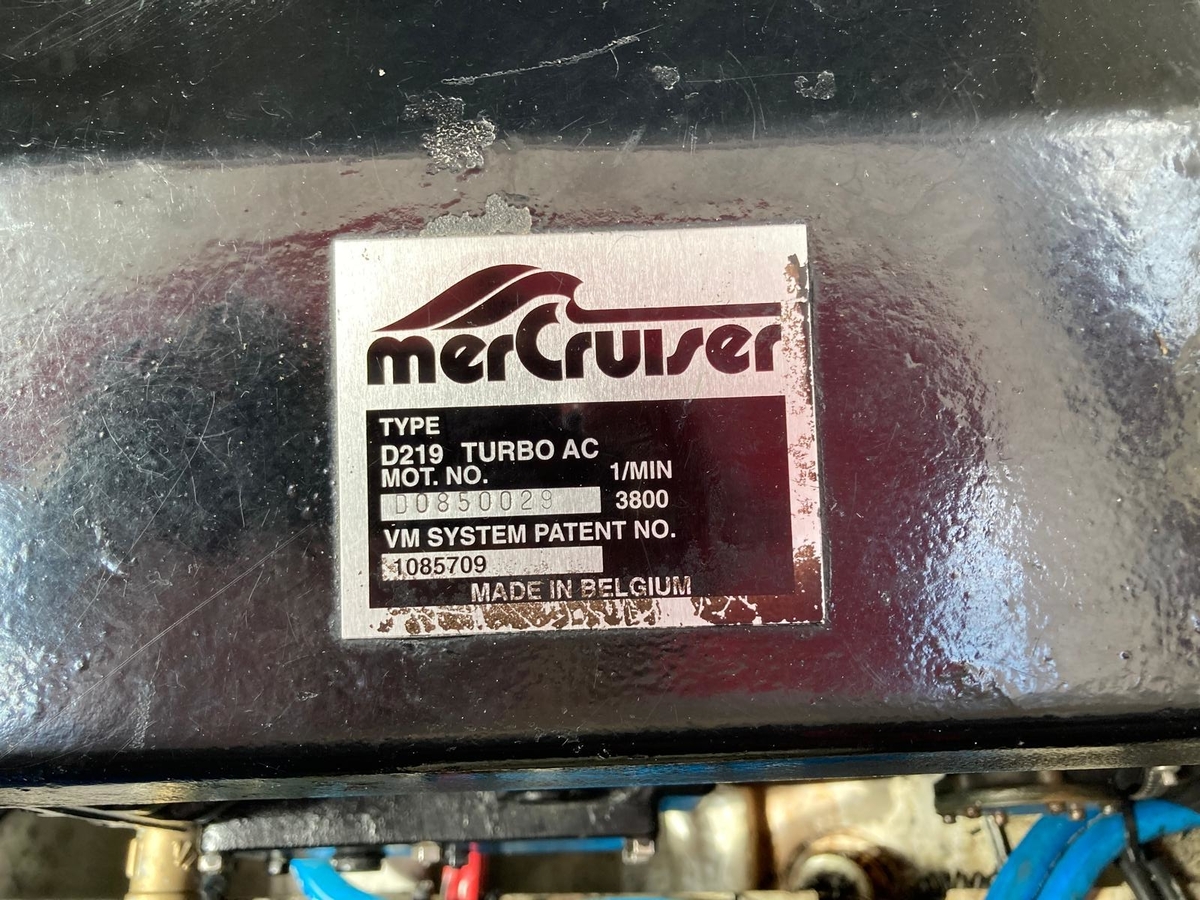 merCruiser
TYPE
D219 TURBO AC
MOT. NO. 1/MIN
D0850029 3800
VM SYSTEM PATENT NO.
1085709
MADE IN BELGIUM